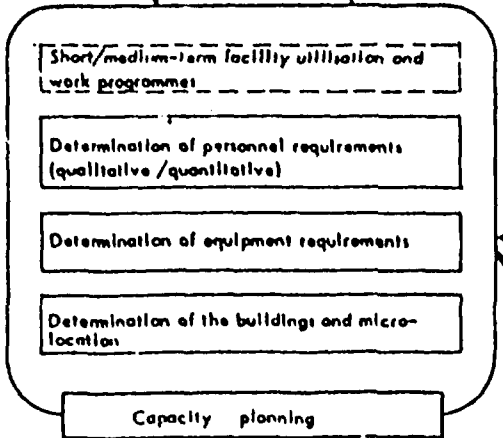 Short/medium-term facility utilisation and
work programmes
Determination of personnel requirements
(qualitative/quantitative)
Determination of equipment requirements
Determination of the buildings and micro-
location
Capacity planning